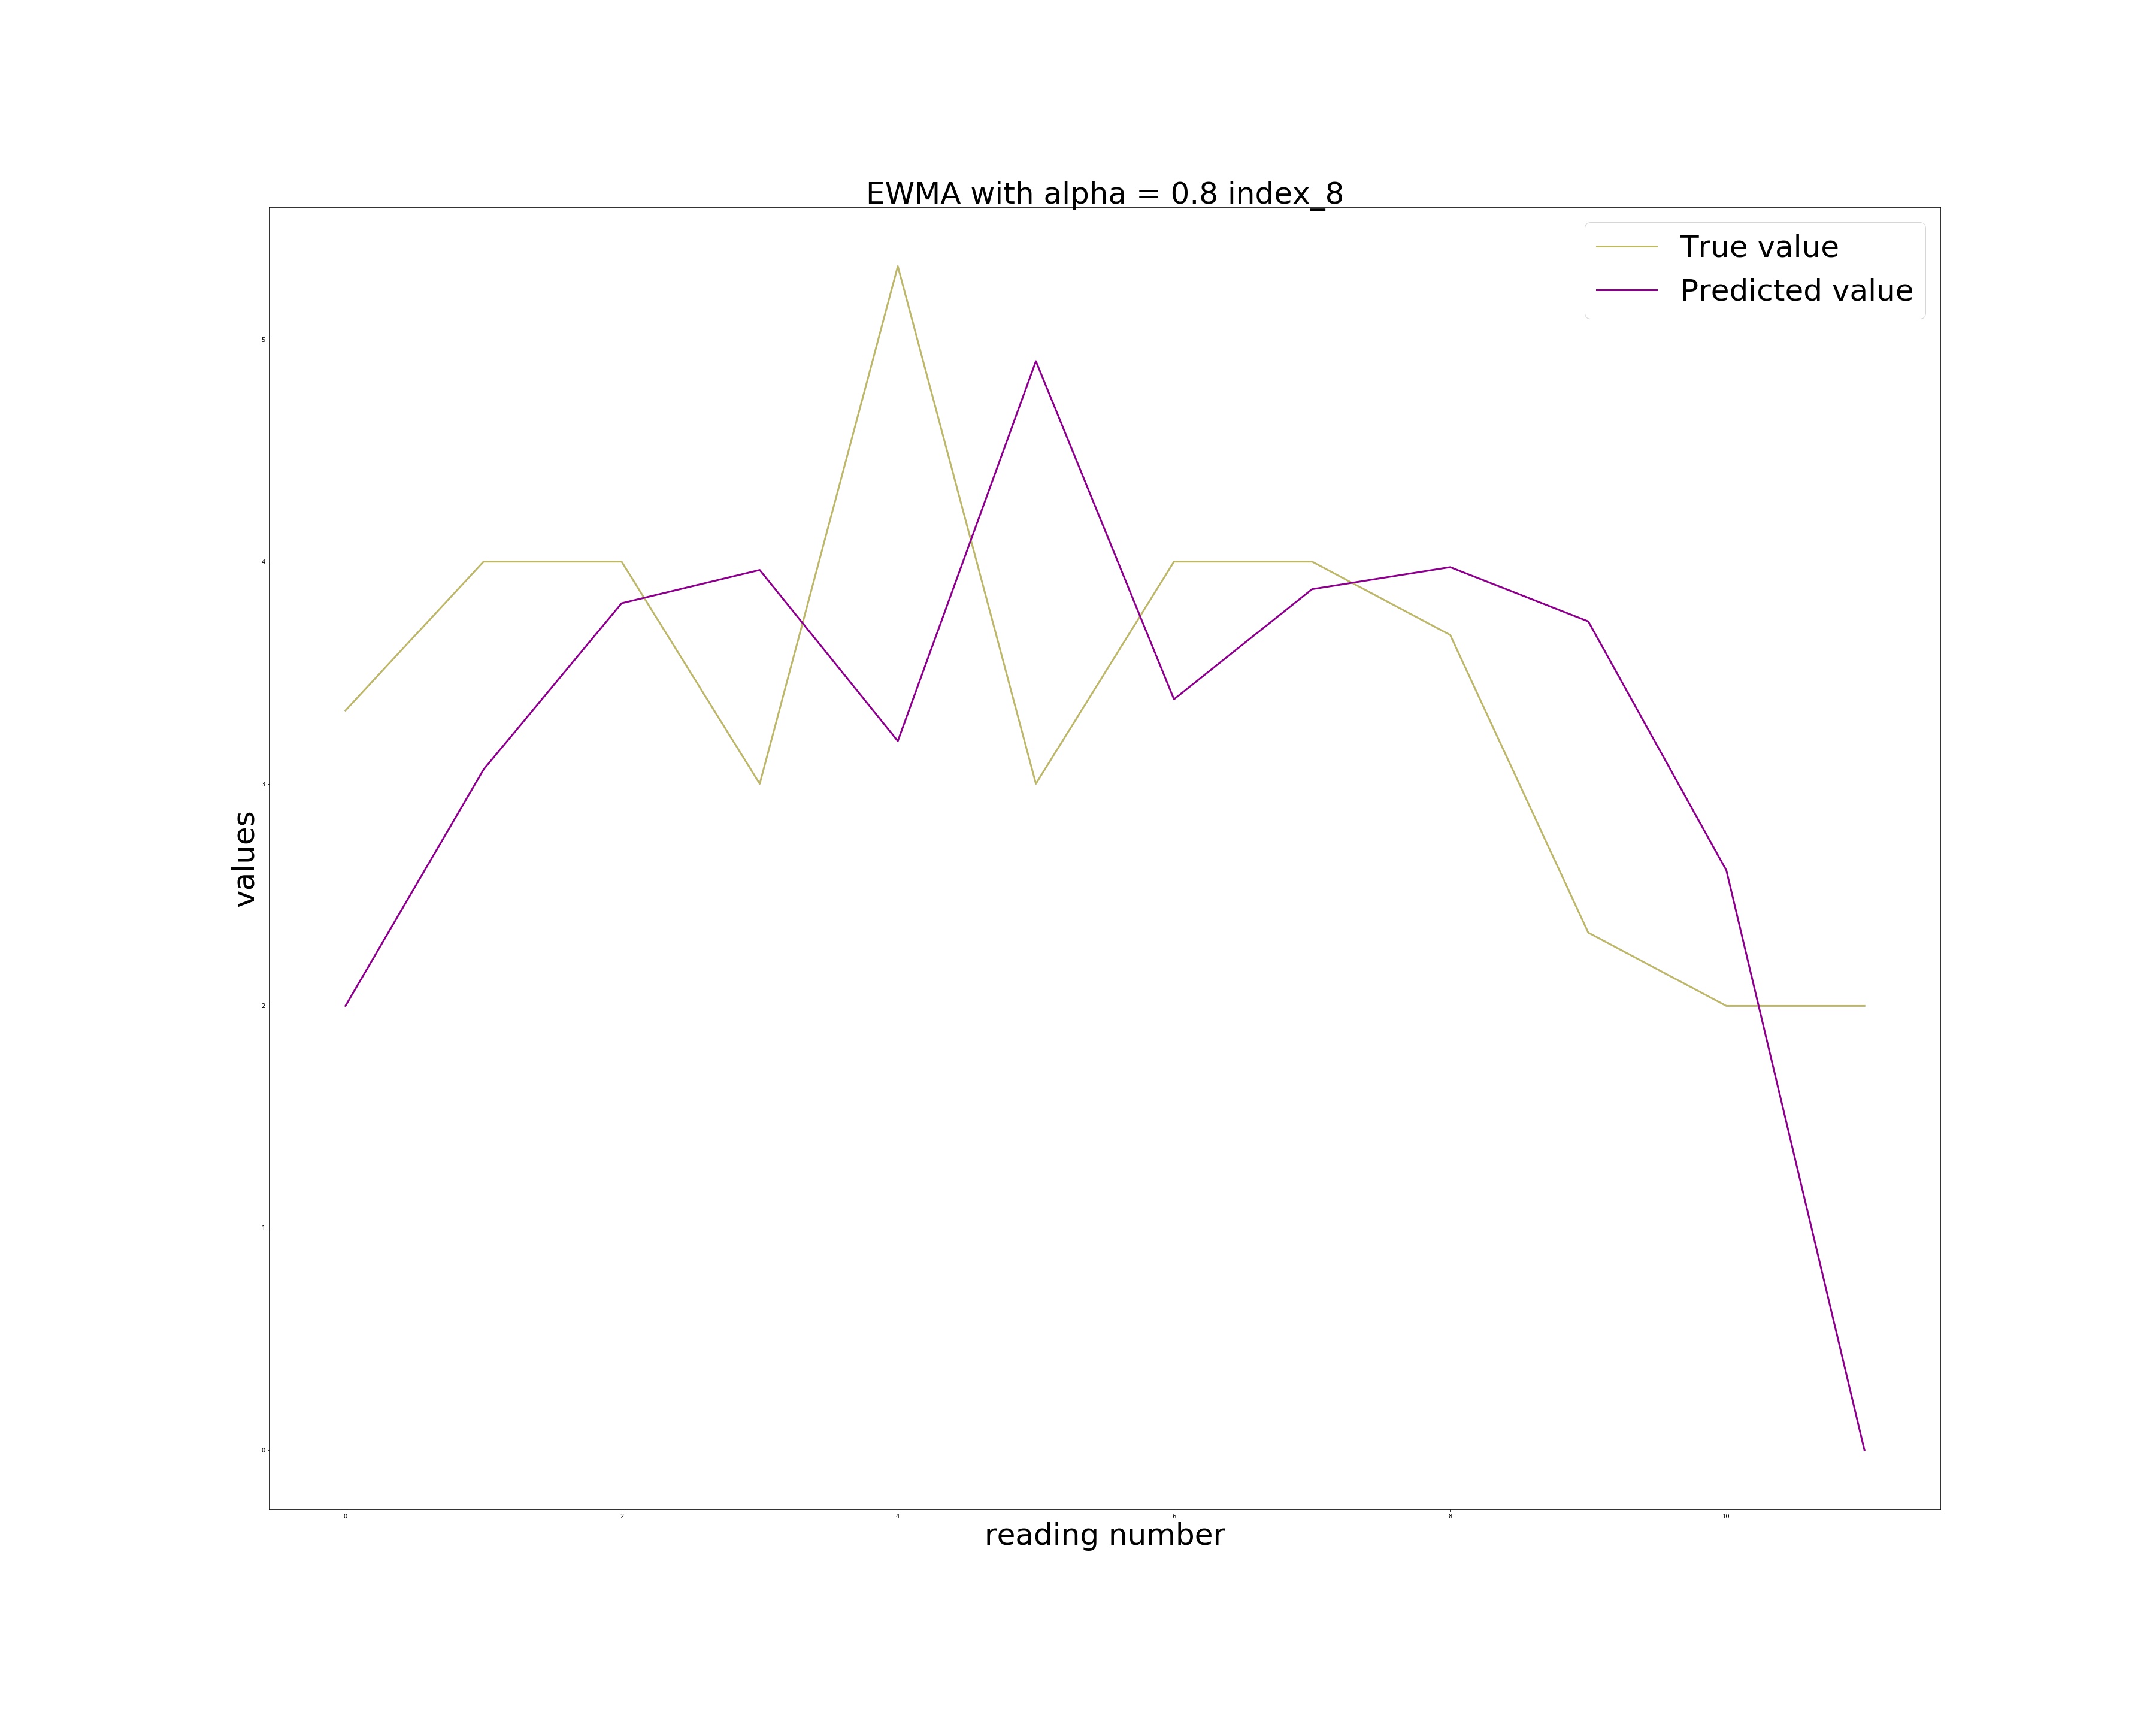 EWMA with alpha = 0.8 index_8
True value
Predicted value
5
4
3
2
1
0
values
0 2 4 6 8 10
reading number